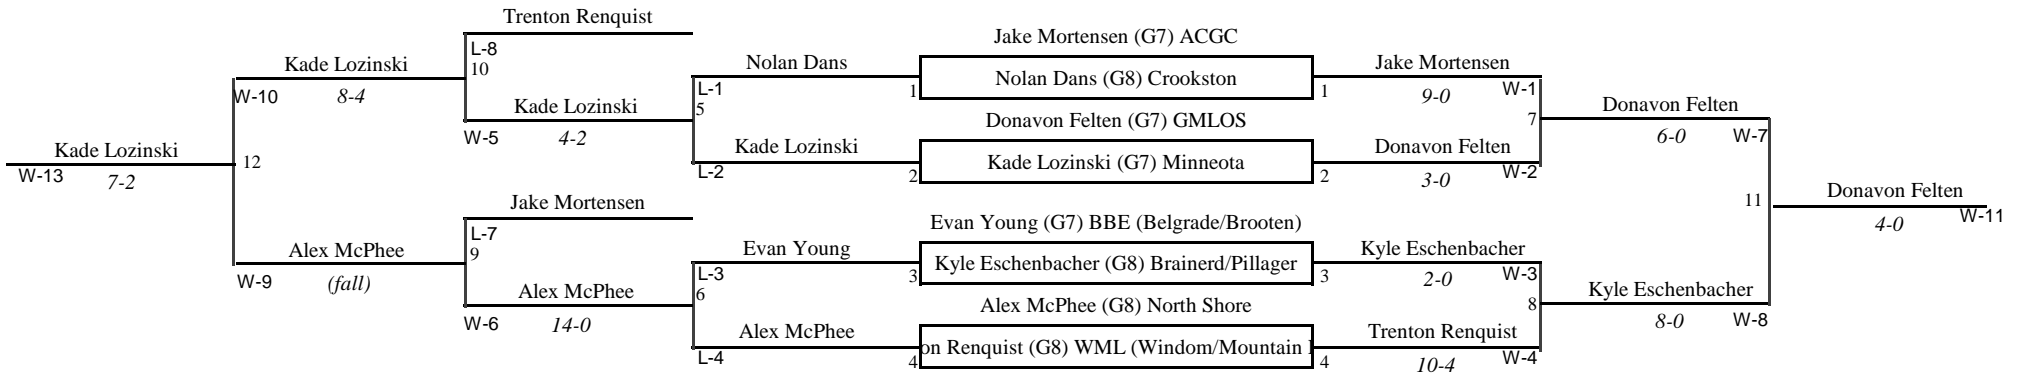 Trenton Renquist
L-8
10
Kade Lozinski
W-10
8-4
Kade Lozinski
W-5
4-2
Kade Lozinski
W-13
7-2
12
Jake Mortensen
L-7
9
Alex McPhee
W-9
(fall)
Alex McPhee
W-6
14-0
Nolan Dans
L-1
1
5
Kade Lozinski
L-2
2
Evan Young
L-3
3
6
Alex McPhee
L-4
4
Jake Mortensen (G7) ACGC
Nolan Dans (G8) Crookston
Donavon Felten (G7) GMLOS
Kade Lozinski (G7) Minneota
Evan Young (G7) BBE (Belgrade/Brooten)
Kyle Eschenbacher (G8) Brainerd/Pillager
Alex McPhee (G8) North Shore
on Renquist (G8) WML (Windom/Mountain
Jake Mortensen
1
9-0
W-1
7
Donavon Felten
2
3-0
W-2
Kyle Eschenbacher
3
2-0
W-3
8
Trenton Renquist
4
10-4
W-4
Donavon Felten
6-0
W-7
11
Kyle Eschenbacher
8-0
W-8
Donavon Felten
4-0
W-11